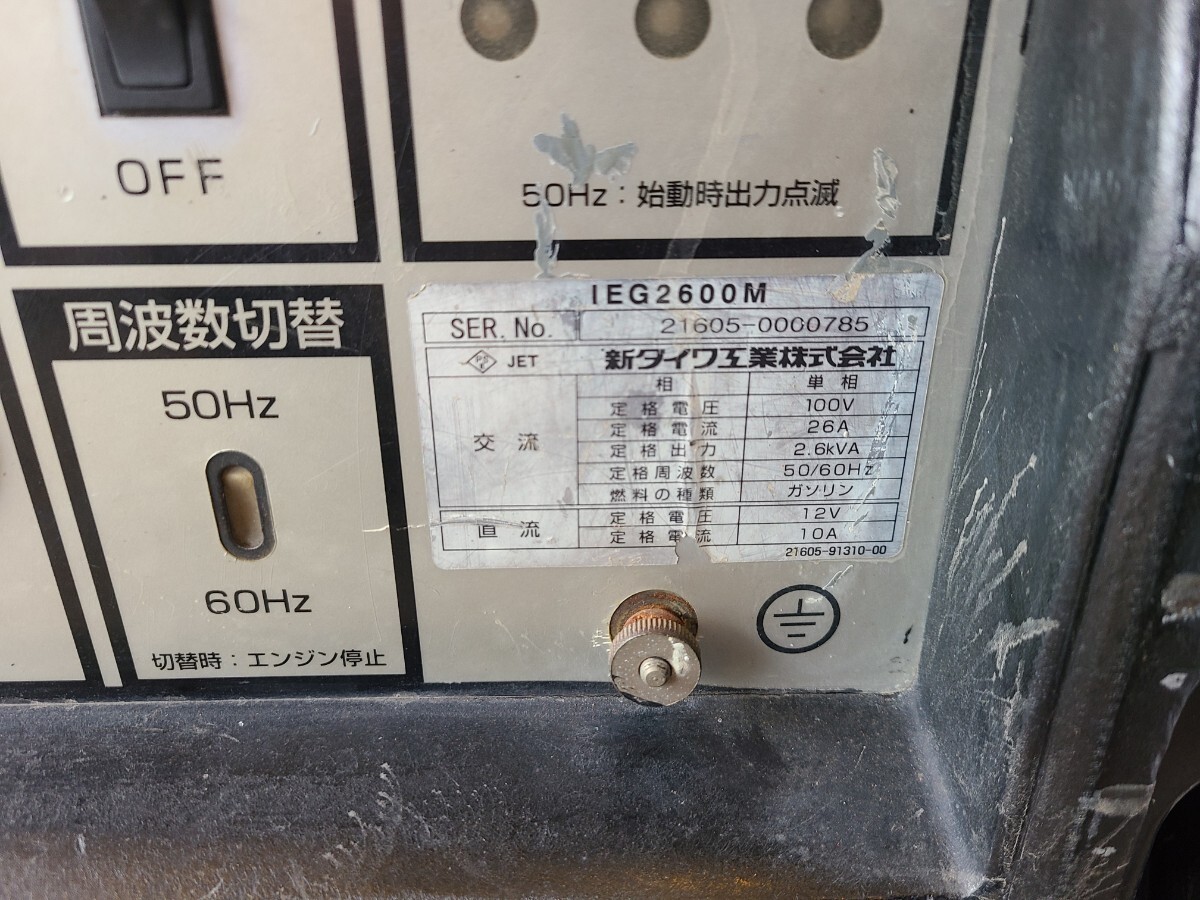 OFF
50Hz：始動時出力点滅
周波数切替
50Hz
60Hz
切替時：エンジン停止
IEG2600M
SER. No. 21605-0000785
PSE JET 新ダイワ工業株式会社
交流
相 単相
定格電圧 100V
定格電流 26A
定格出力 2.6kVA
定格周波数 50/60Hz
燃料の種類 ガソリン
直流
定格電圧 12V
定格電流 10A
21605-91310-00